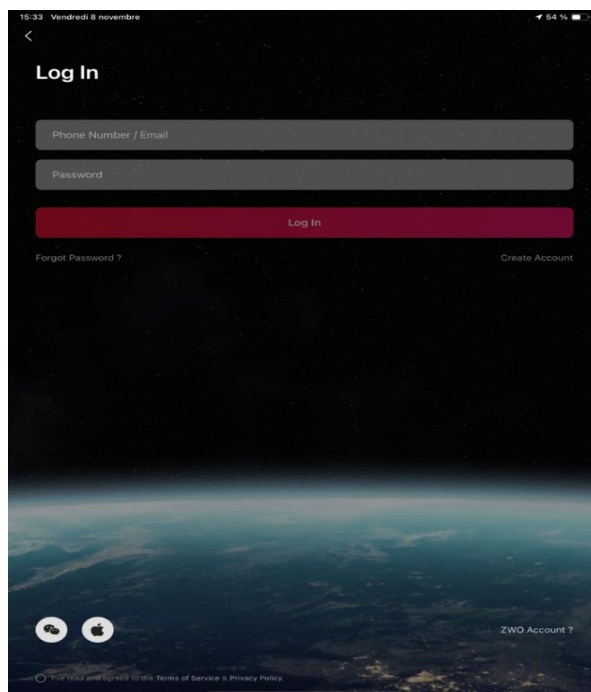 15:33 Vendredi 8 novembre 54 %
Log In
Phone Number / Email
Password
Log In
Forgot Password ? Create Account
ZWO Account ?
I've read and agreed to the Terms of Service & Privacy Policy